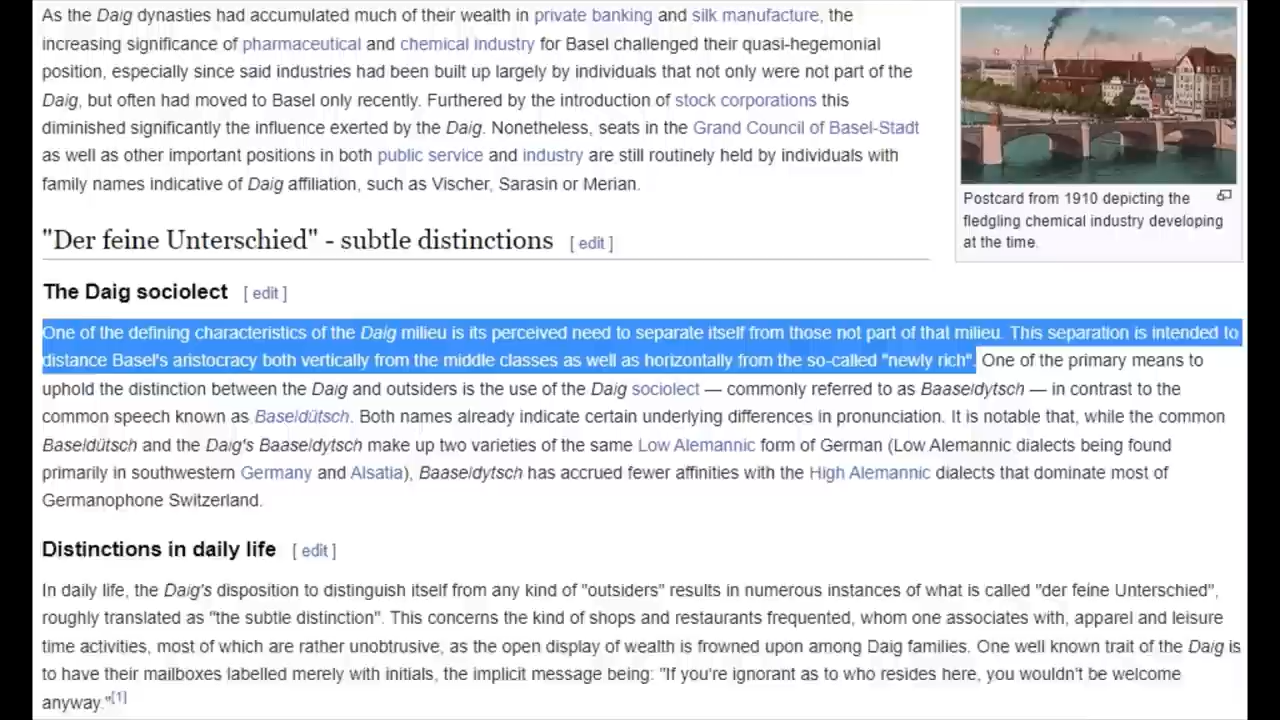 As the Daig dynasties had accumulated much of their wealth in private banking and silk manufacture, the
increasing significance of pharmaceutical and chemical industry for Basel challenged their quasi-hegemonial
position, especially since said industries had been built up largely by individuals that not only were not part of the
Daig, but often had moved to Basel only recently. Furthered by the introduction of stock corporations this
diminished significantly the influence exerted by the Daig. Nonetheless, seats in the Grand Council of Basel-Stadt
as well as other important positions in both public service and industry are still routinely held by individuals with
family names indicative of Daig affiliation, such as Vischer, Sarasin or Merian.
Postcard from 1910 depicting the
fledgling chemical industry developing
at the time.
"Der feine Unterschied" - subtle distinctions [ edit ]
The Daig sociolect [ edit ]
One of the defining characteristics of the Daig milieu is its perceived need to separate itself from those not part of that milieu. This separation is intended to
distance Basel's aristocracy both vertically from the middle classes as well as horizontally from the so-called "newly rich". One of the primary means to
uphold the distinction between the Daig and outsiders is the use of the Daig sociolect — commonly referred to as Baaseldytsch — in contrast to the
common speech known as Baseldütsch. Both names already indicate certain underlying differences in pronunciation. It is notable that, while the common
Baseldütsch and the Daig's Baaseldytsch make up two varieties of the same Low Alemannic form of German (Low Alemannic dialects being found
primarily in southwestern Germany and Alsatia), Baaseldytsch has accrued fewer affinities with the High Alemannic dialects that dominate most of
Germanophone Switzerland.
Distinctions in daily life [ edit ]
In daily life, the Daig's disposition to distinguish itself from any kind of "outsiders" results in numerous instances of what is called "der feine Unterschied",
roughly translated as "the subtle distinction". This concerns the kind of shops and restaurants frequented, whom one associates with, apparel and leisure
time activities, most of which are rather unobtrusive, as the open display of wealth is frowned upon among Daig families. One well known trait of the Daig is
to have their mailboxes labelled merely with initials, the implicit message being: "If you're ignorant as to who resides here, you wouldn't be welcome
anyway."[1]